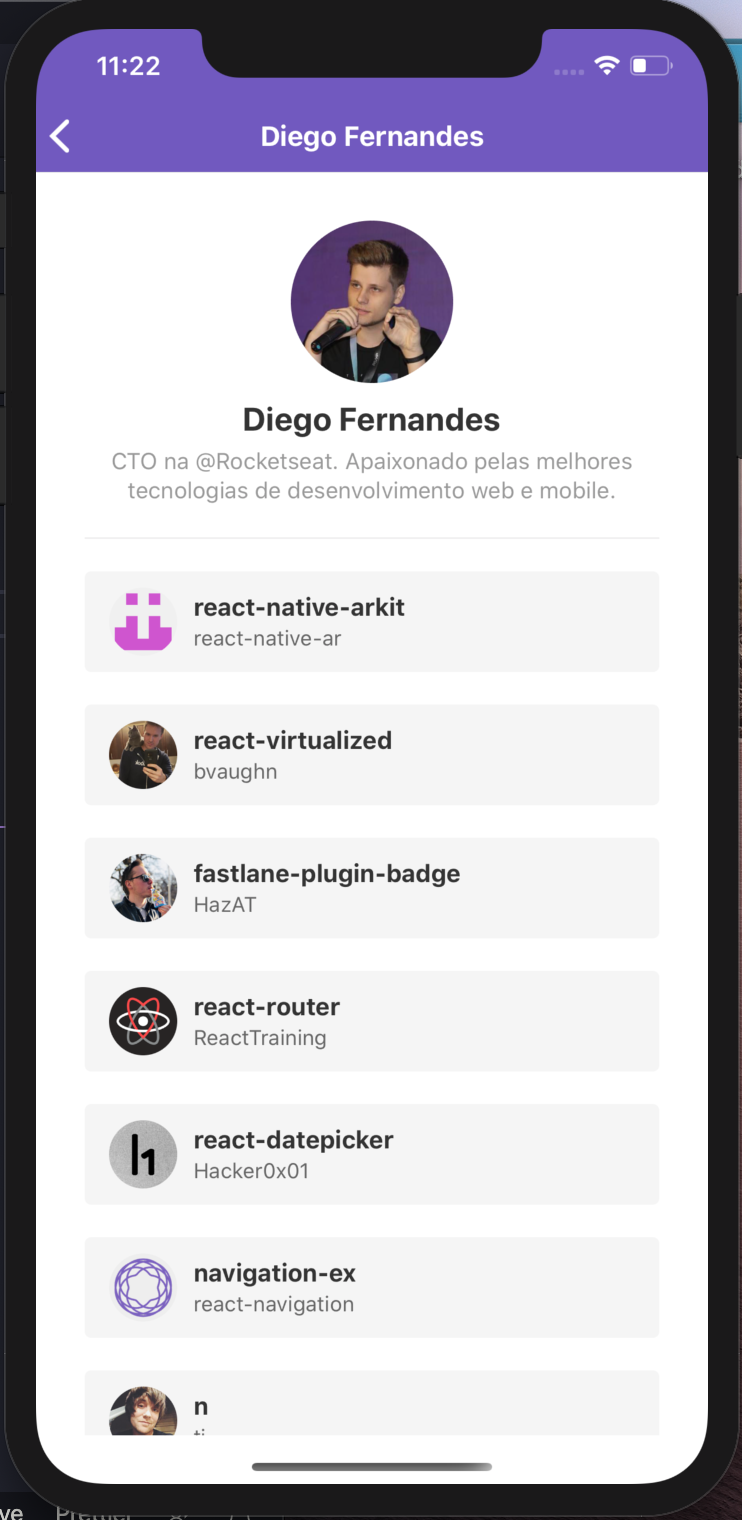 11:22
Diego Fernandes
Diego Fernandes
CTO na @Rocketseat. Apaixonado pelas melhores
tecnologias de desenvolvimento web e mobile.
react-native-arkit
react-native-ar
react-virtualized
bvaughn
fastlane-plugin-badge
HazAT
react-router
ReactTraining
react-datepicker
Hacker0x01
h1
navigation-ex
react-navigation
n